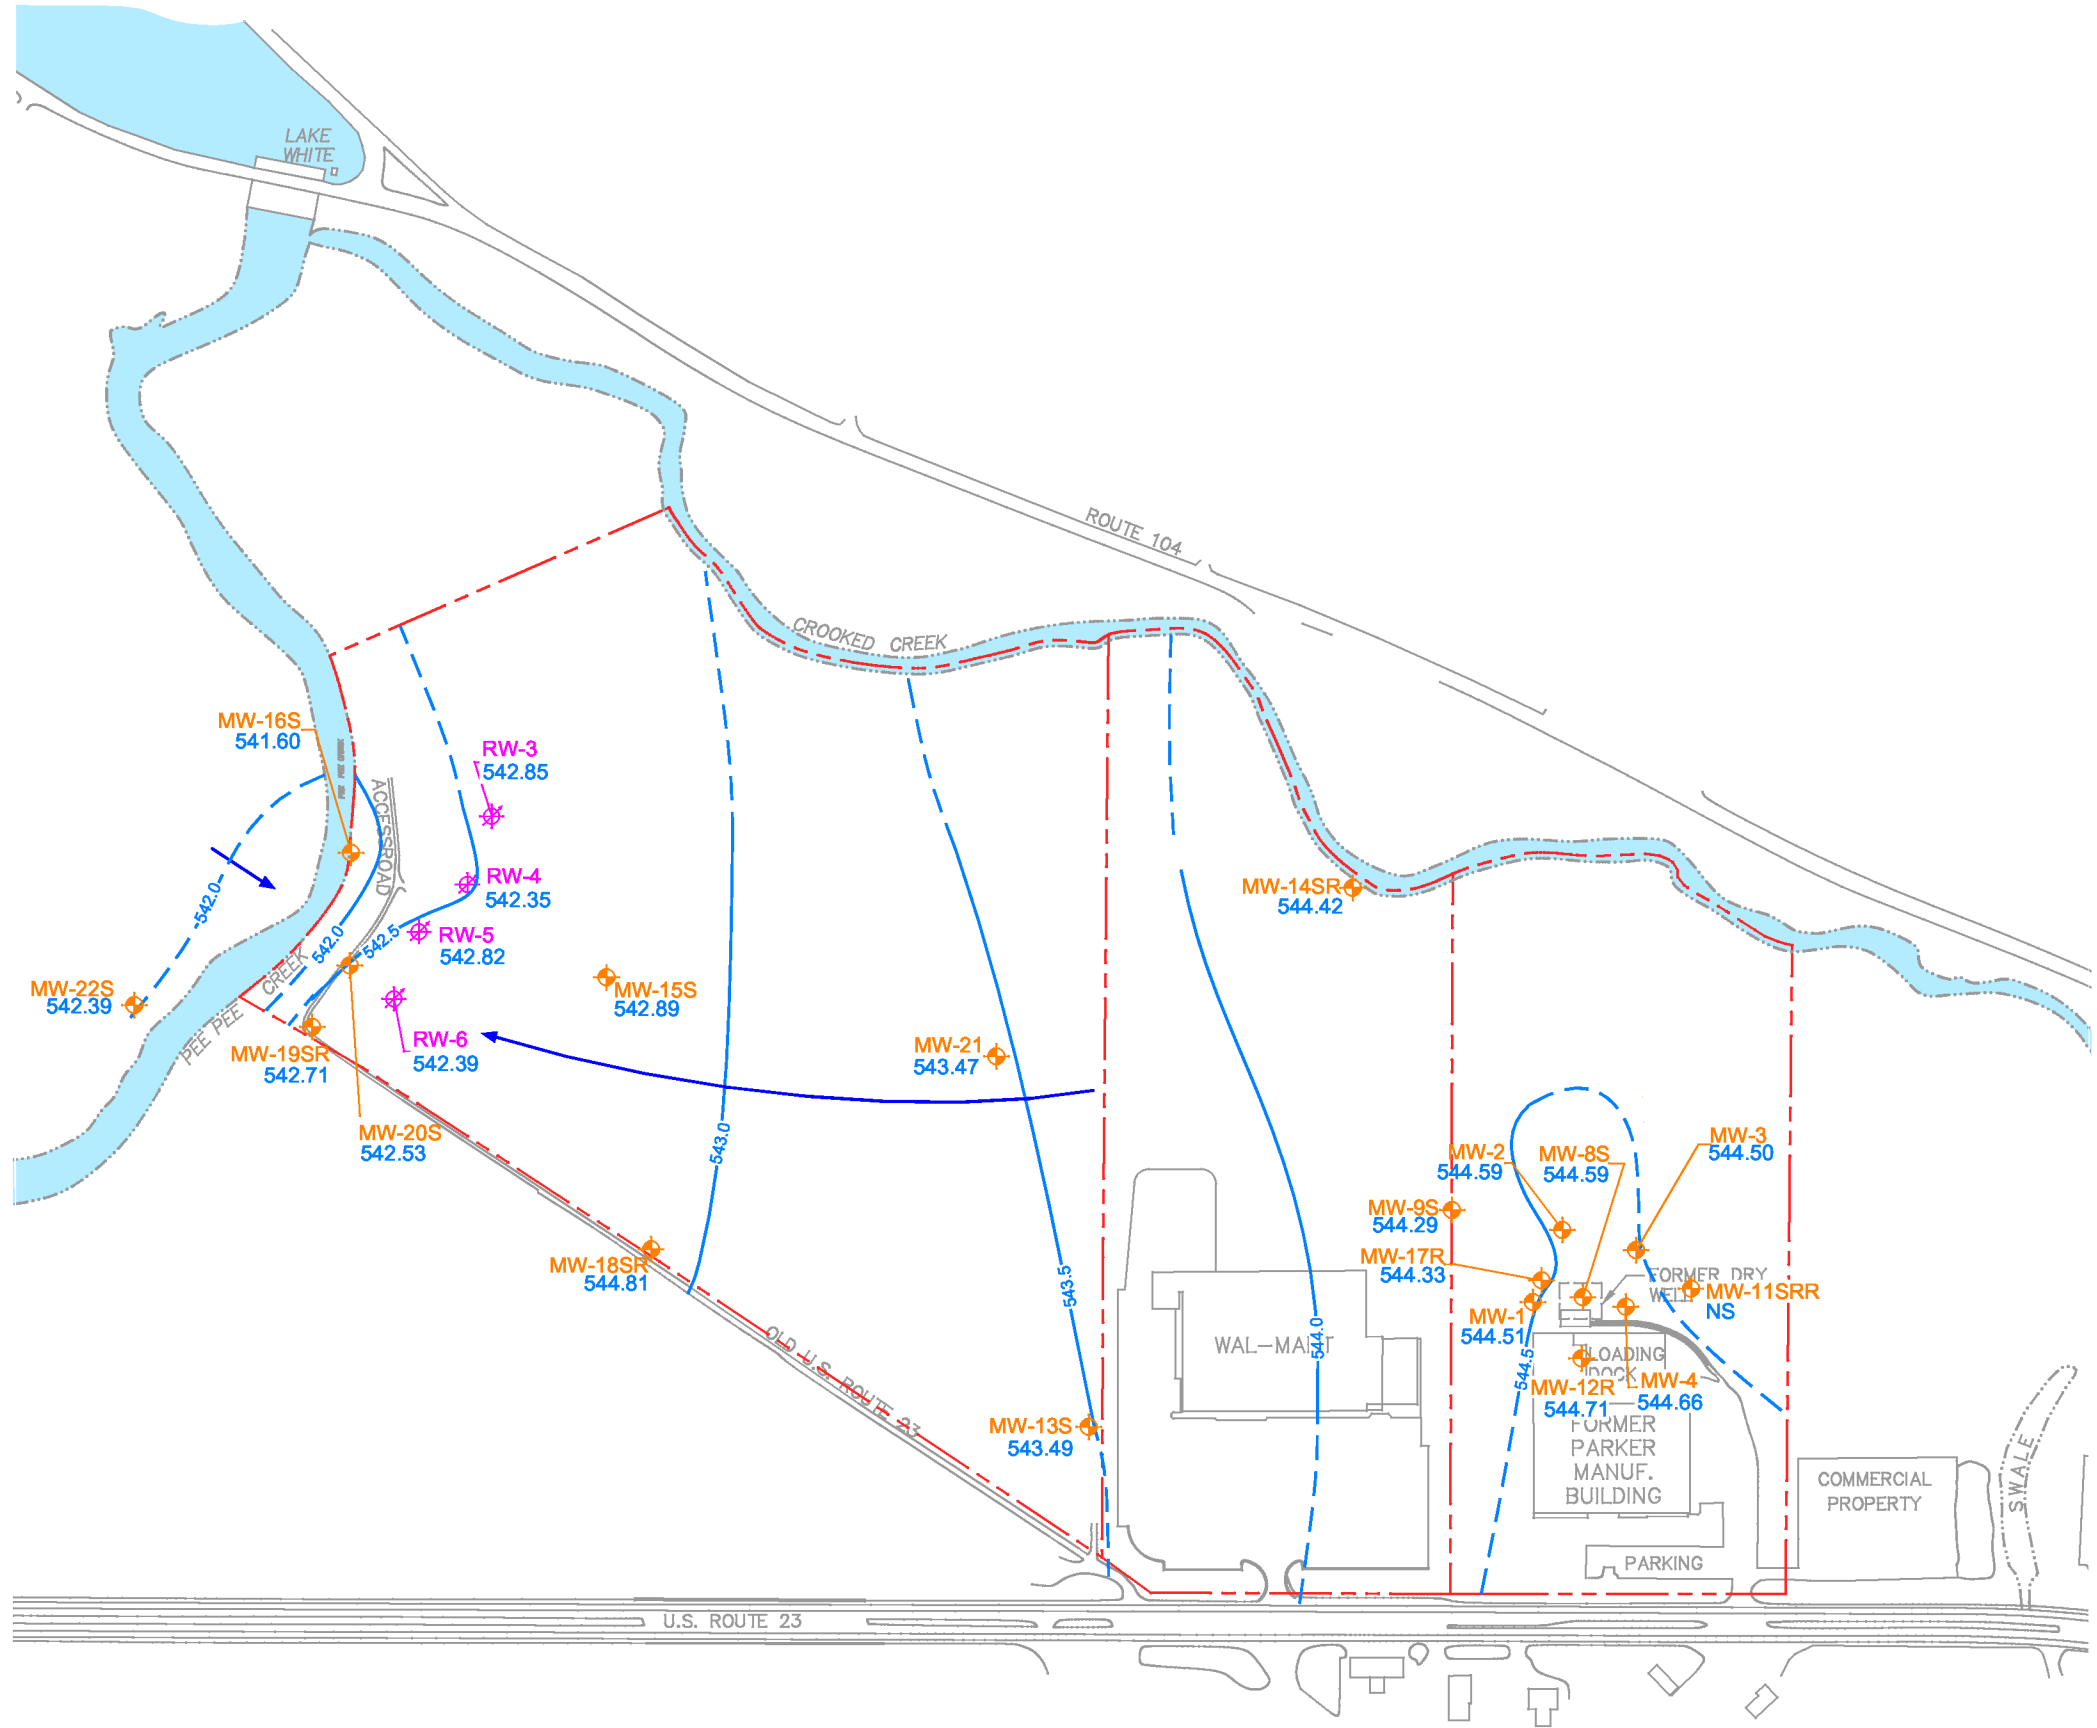 LAKE
WHITE
ROUTE 104
CROOKED CREEK
MW-16S
541.60
RW-3
542.85
ACCESSROAD
RW-4
542.35
MW-14SR
544.42
542.0
542.0
542.5
RW-5
542.82
MW-22S
542.39
PEE PEE CREEK
MW-15S
542.89
MW-19SR
542.71
RW-6
542.39
MW-21
543.47
MW-20S
542.53
543.0
MW-2
544.59
MW-8S
544.59
MW-3
544.50
MW-9S
544.29
MW-18SR
544.81
MW-17R
544.33
FORMER DRY
WELL
MW-11SRR
NS
543.5
MW-1
544.51
WAL-MART
544.0
544.5
LOADING
DOCK
OLD U.S. ROUTE 23
MW-12R
544.71
MW-4
544.66
MW-13S
543.49
FORMER
PARKER
MANUF.
BUILDING
COMMERCIAL
PROPERTY
SWALE
PARKING
U.S. ROUTE 23